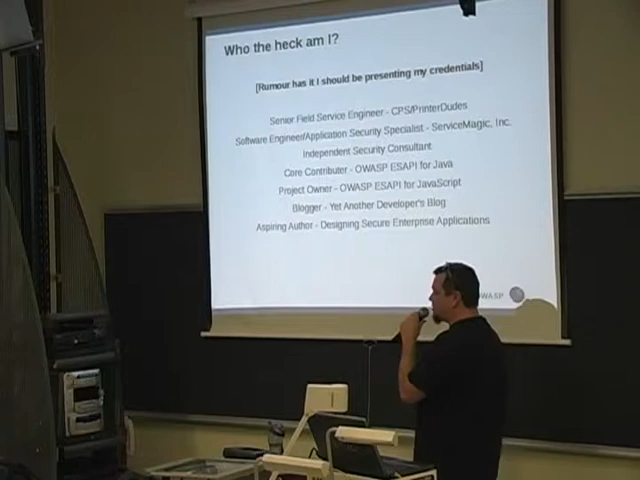 Who the heck am I?
[Rumour has it I should be presenting my credentials]
Senior Field Service Engineer - CPS/PrinterDudes
Software Engineer/Application Security Specialist - ServiceMagic, Inc.
Independent Security Consultant
Core Contributer - OWASP ESAPI for Java
Project Owner - OWASP ESAPI for JavaScript
Blogger - Yet Another Developer's Blog
Aspiring Author - Designing Secure Enterprise Applications
OWASP